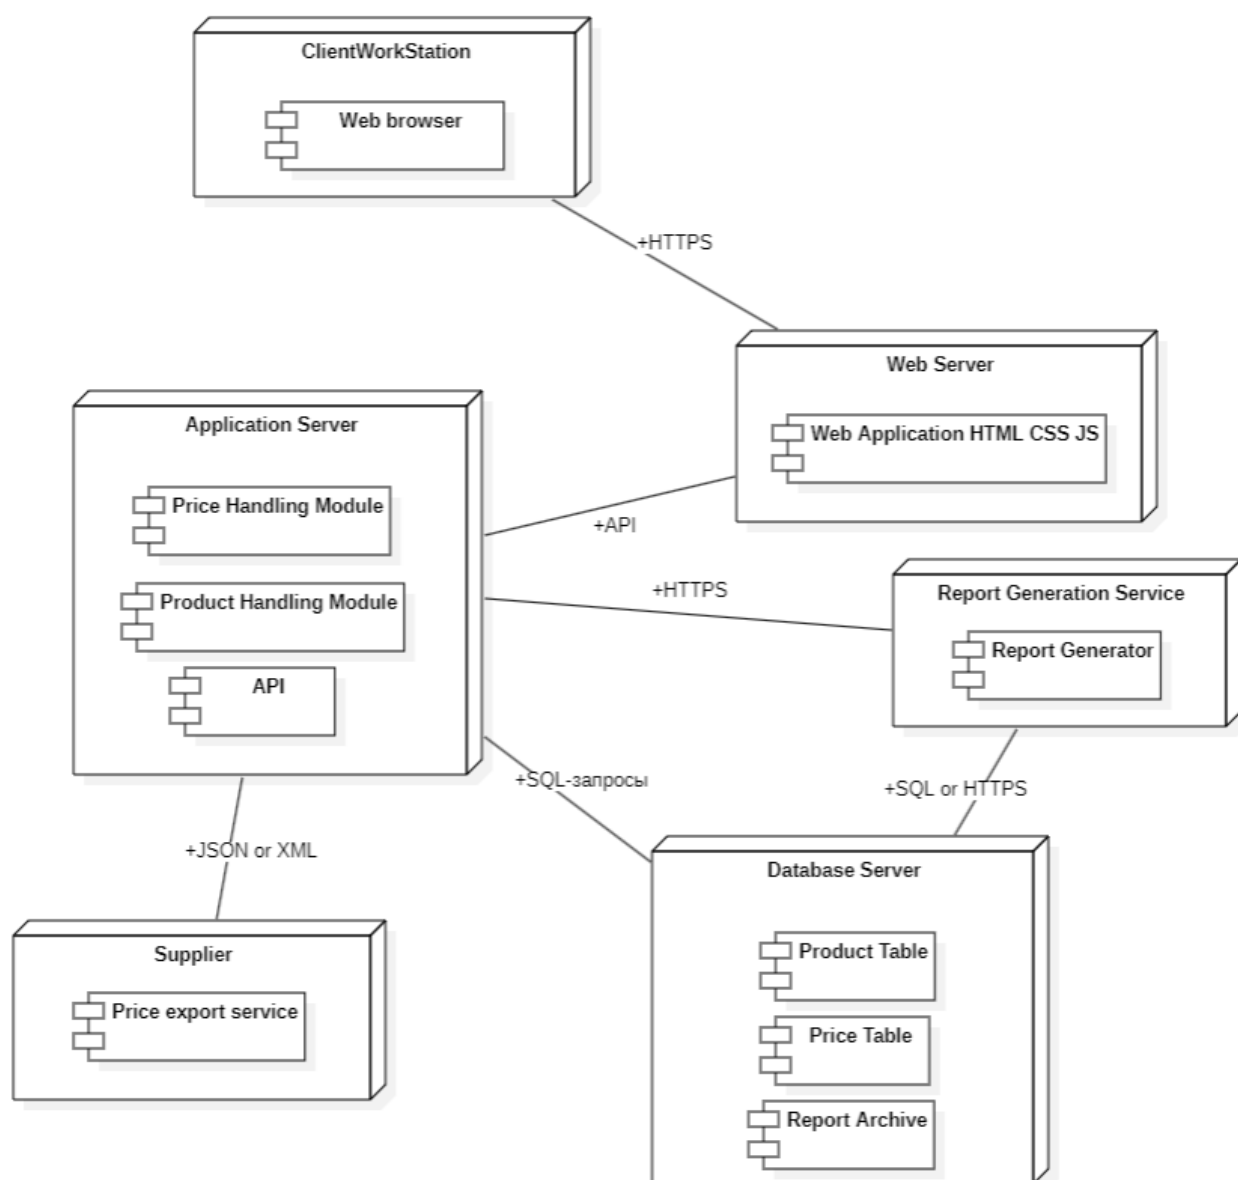 ClientWorkStation
Web browser
+HTTPS
Web Server
Web Application HTML CSS JS
Application Server
Price Handling Module
Product Handling Module
API
+API
+HTTPS
Report Generation Service
Report Generator
+SQL-запросы
+SQL or HTTPS
+JSON or XML
Supplier
Price export service
Database Server
Product Table
Price Table
Report Archive